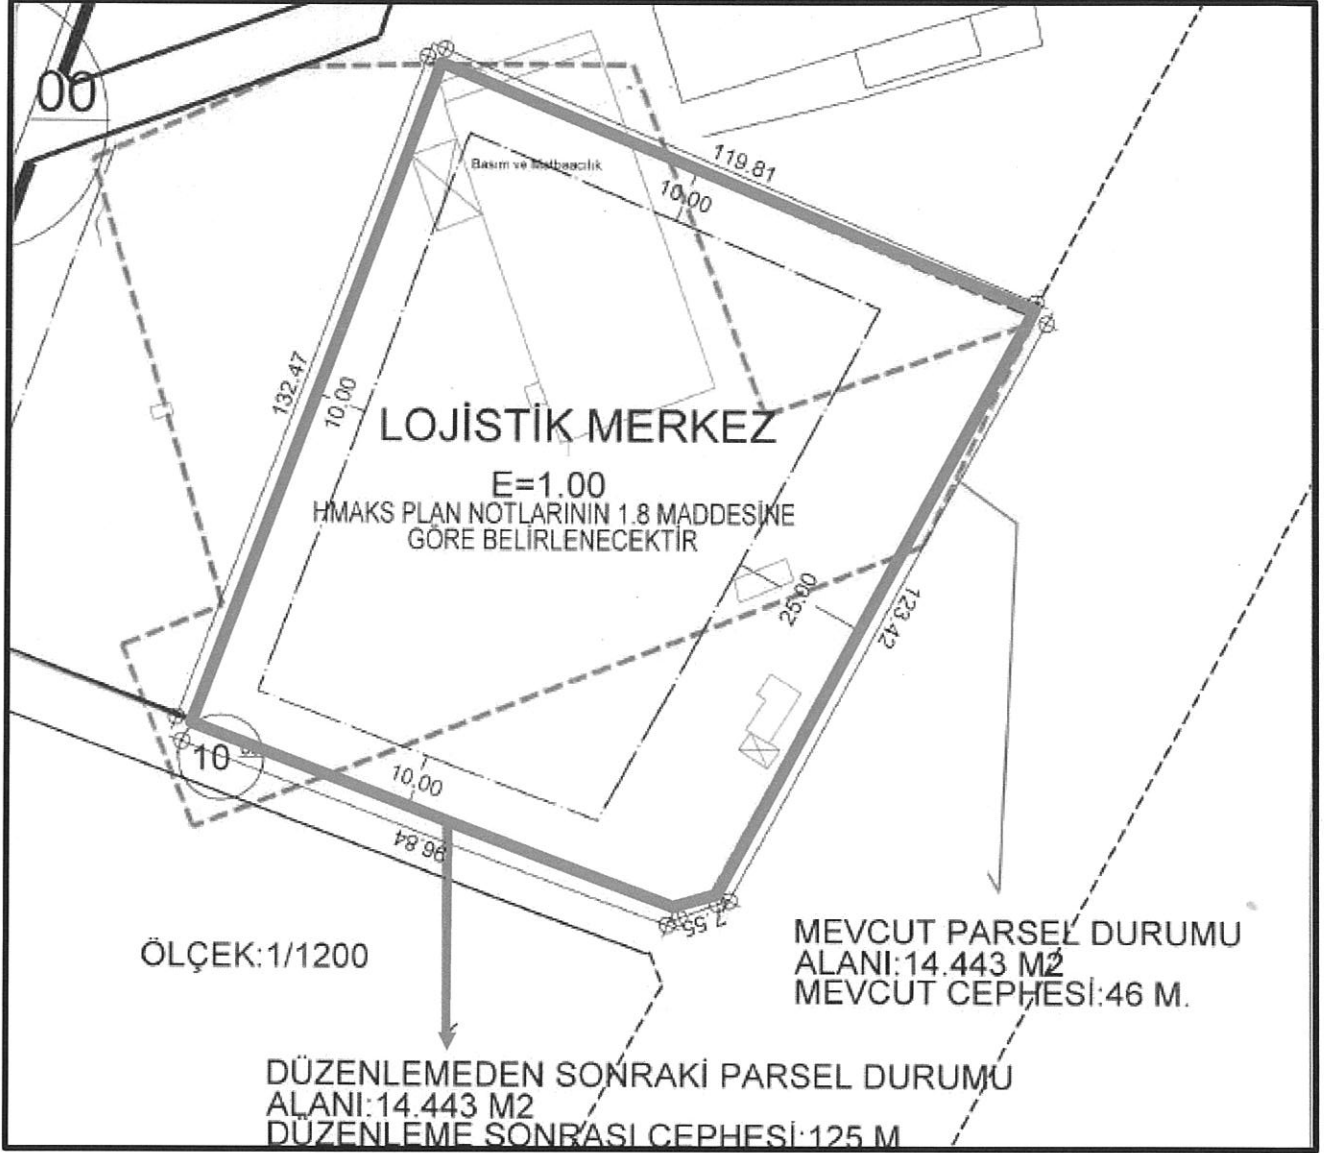 00
Basım ve Matbaacılık
119.81
10.00
132.47
10.00
LOJİSTİK MERKEZ
E=1.00
HMAKS PLAN NOTLARININ 1.8 MADDESİNE
GÖRE BELİRLENECEKTİR
25.00
123.42
10
10.00
96.84
7.55
ÖLÇEK:1/1200
MEVCUT PARSEL DURUMU
ALANI:14.443 M2
MEVCUT CEPHESİ:46 M.
DÜZENLEMEDEN SONRAKİ PARSEL DURUMU
ALANI:14.443 M2
DÜZENLEME SONRASI CEPHESİ:125 M